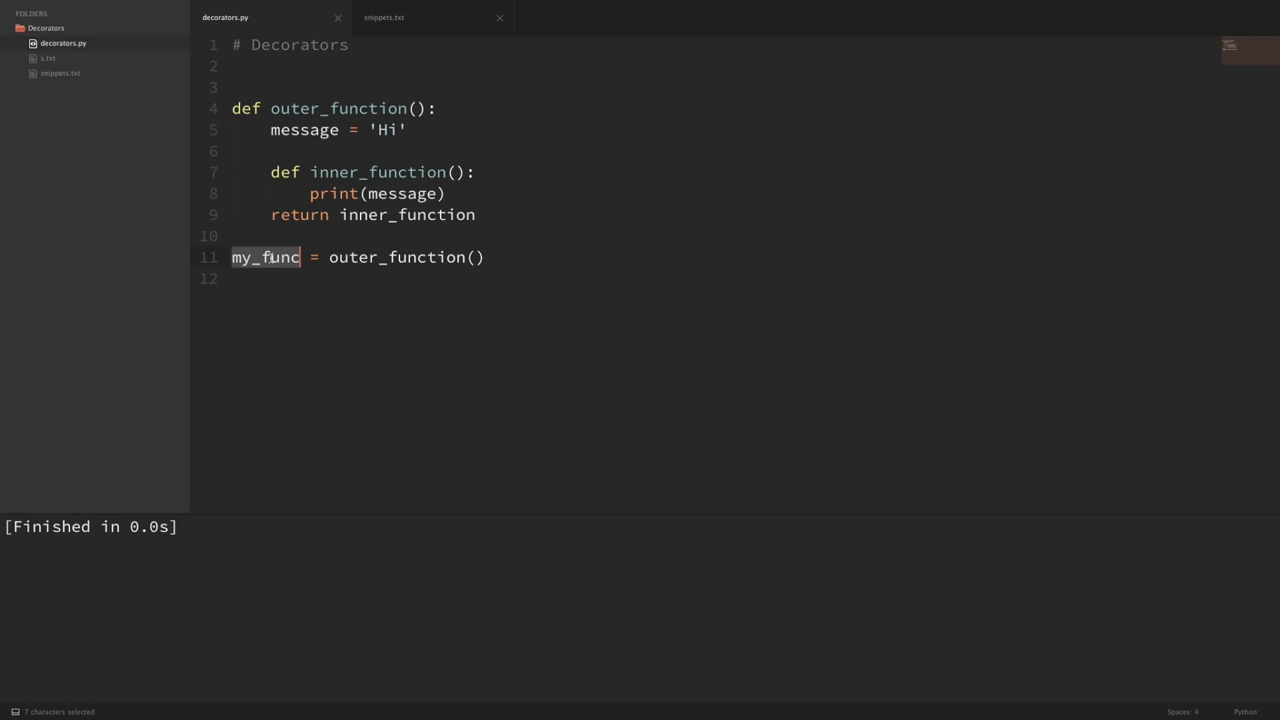 FOLDERS
Decorators
decorators.py
s.txt
snippets.txt
decorators.py
snippets.txt
1 # Decorators
2
3
4 def outer_function():
5     message = 'Hi'
6
7     def inner_function():
8         print(message)
9     return inner_function
10
11 my_func = outer_function()
12
[Finished in 0.0s]
7 characters selected
Spaces: 4
Python